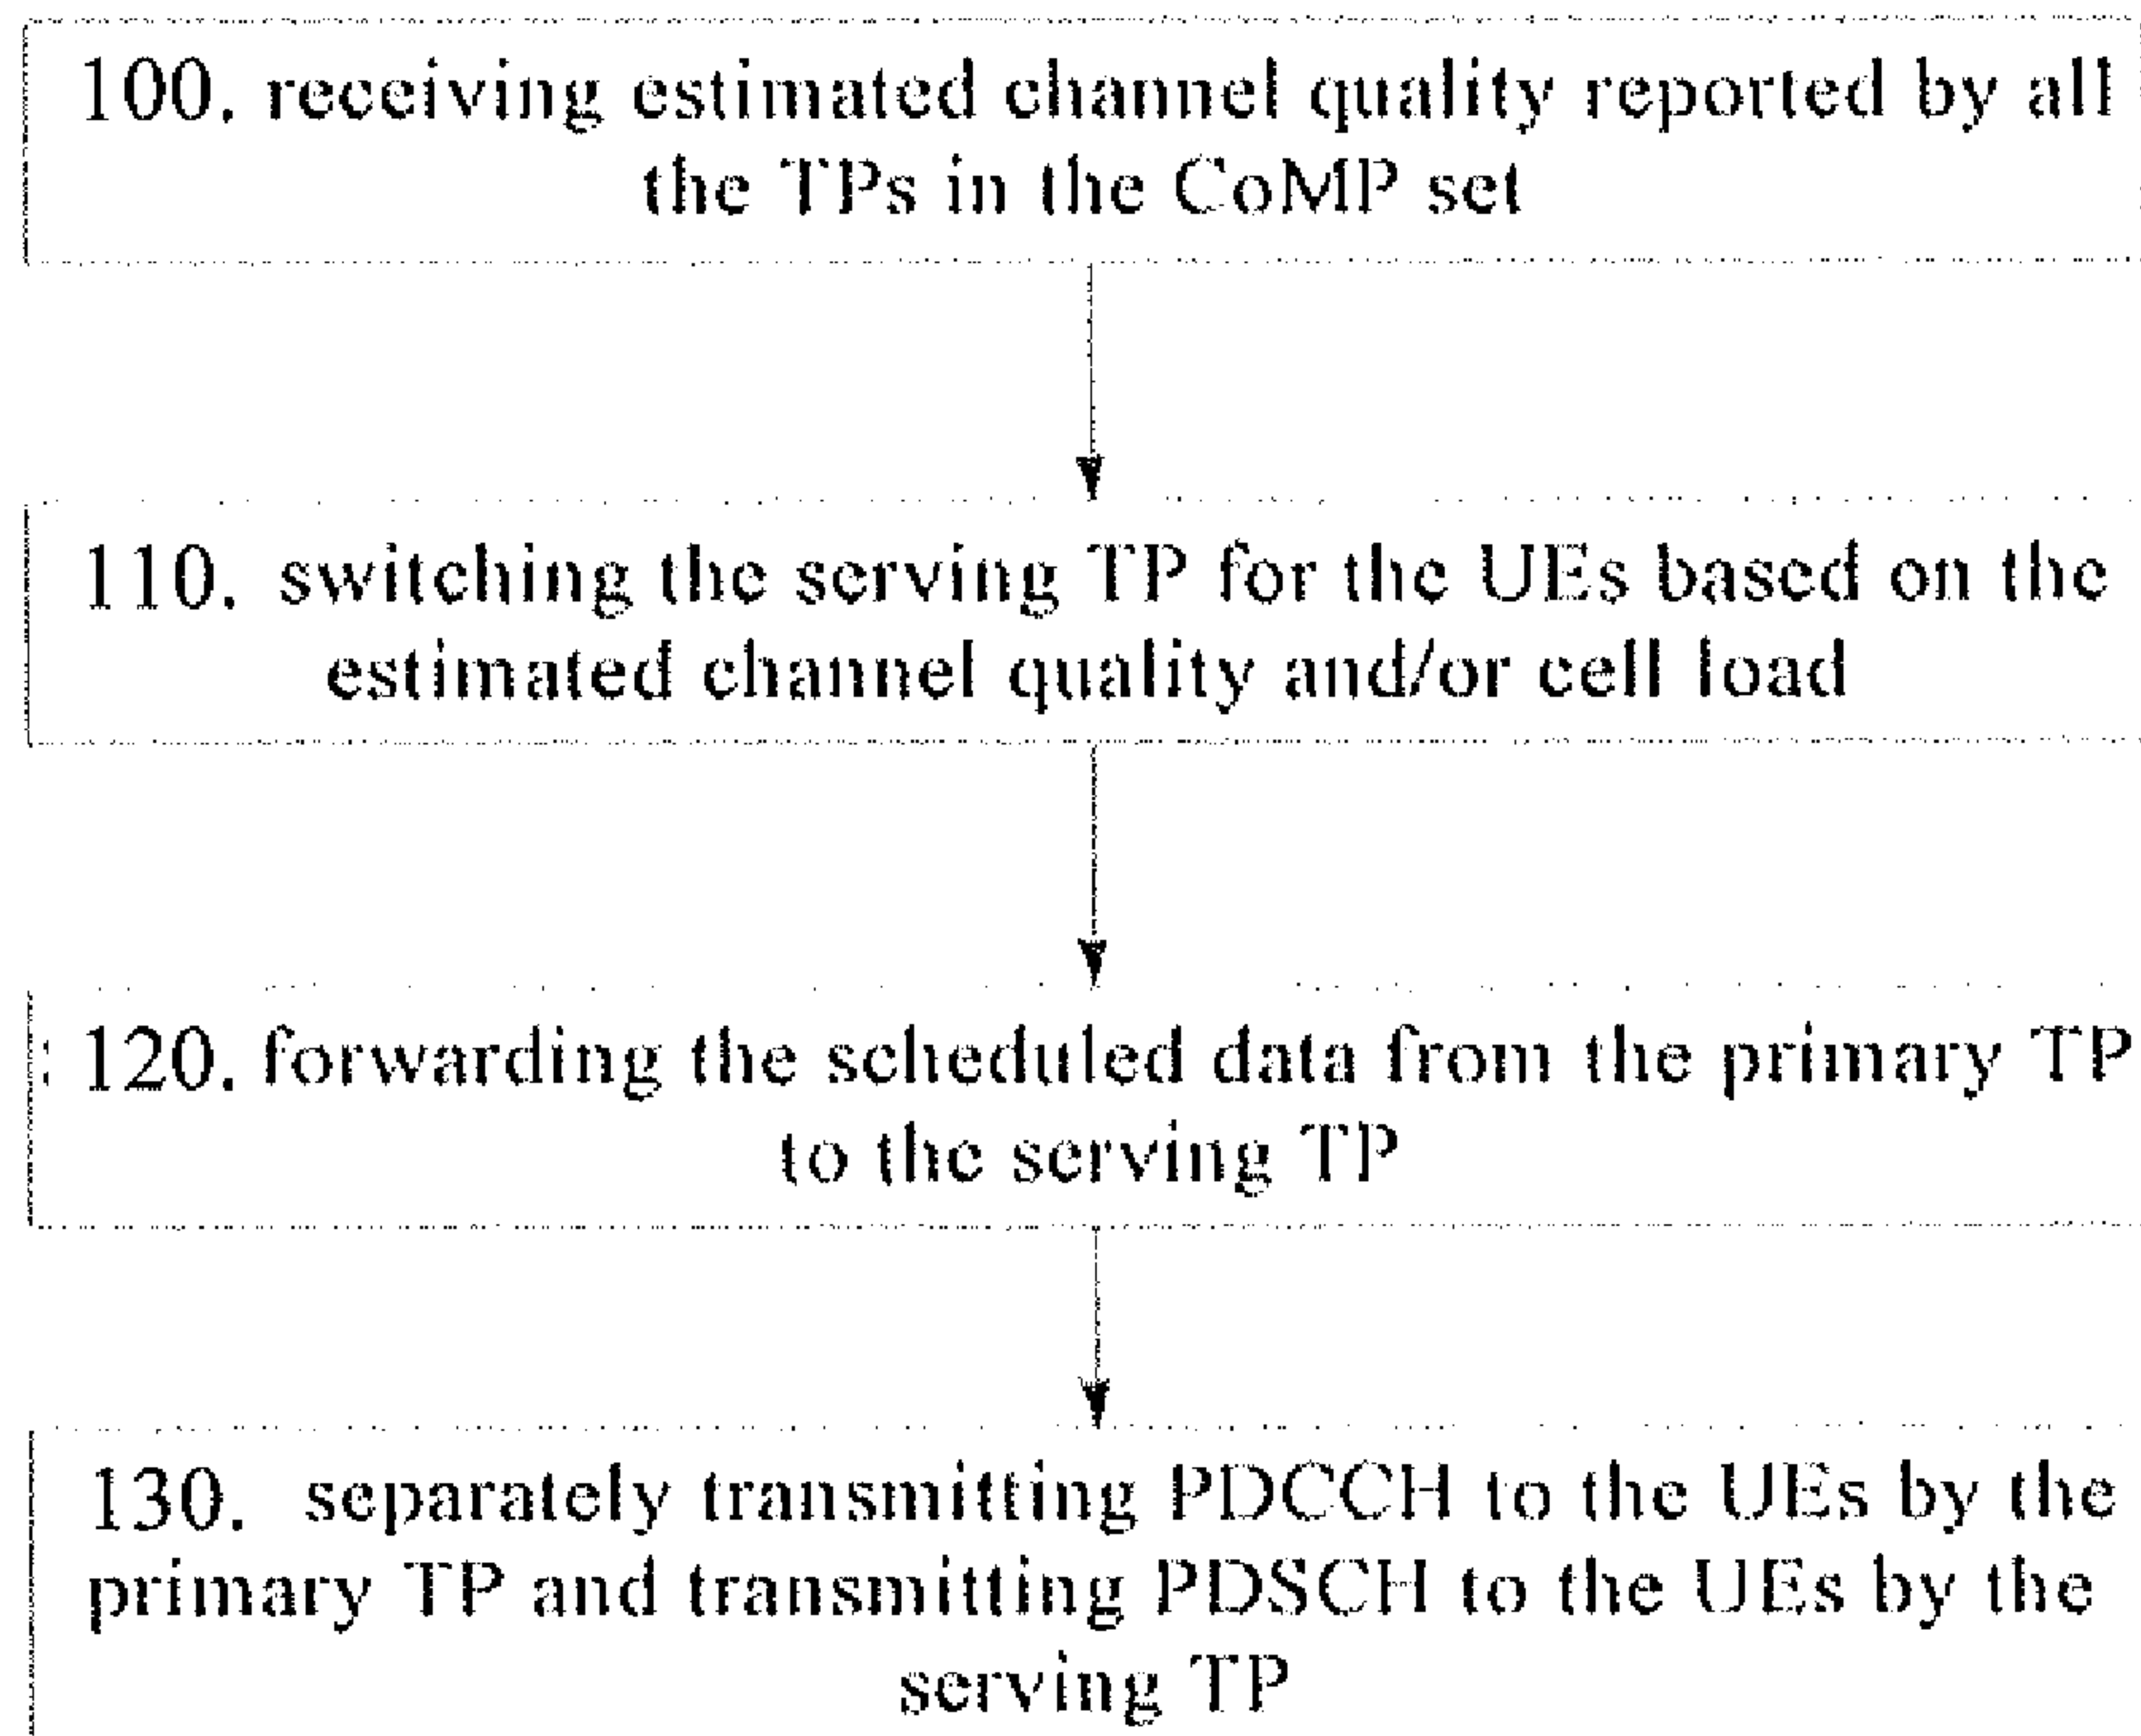 100. receiving estimated channel quality reported by all
the TPs in the CoMP set
110. switching the serving TP for the UEs based on the
estimated channel quality and/or cell load
120. forwarding the scheduled data from the primary TP
to the serving TP
130. separately transmitting PDCCH to the UEs by the
primary TP and transmitting PDSCH to the UEs by the
serving TP